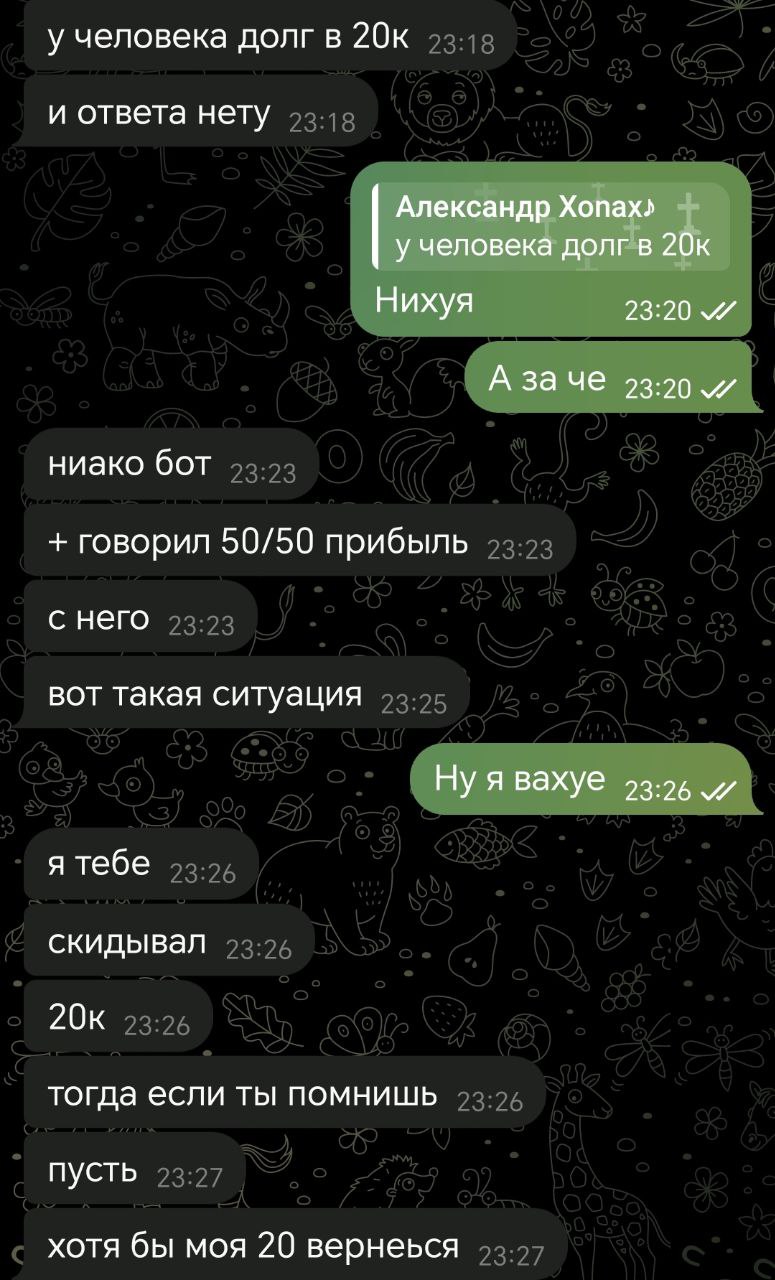 у человека долг в 20к 23:18
и ответа нету 23:18
Александр Xonax♪
у человека долг в 20к
Нихуя 23:20
А за че 23:20
ниако бот 23:23
+ говорил 50/50 прибыль 23:23
с него 23:23
вот такая ситуация 23:25
Ну я вахуе 23:26
я тебе 23:26
скидывал 23:26
20к 23:26
тогда если ты помнишь 23:26
пусть 23:27
хотя бы моя 20 вернеься 23:27